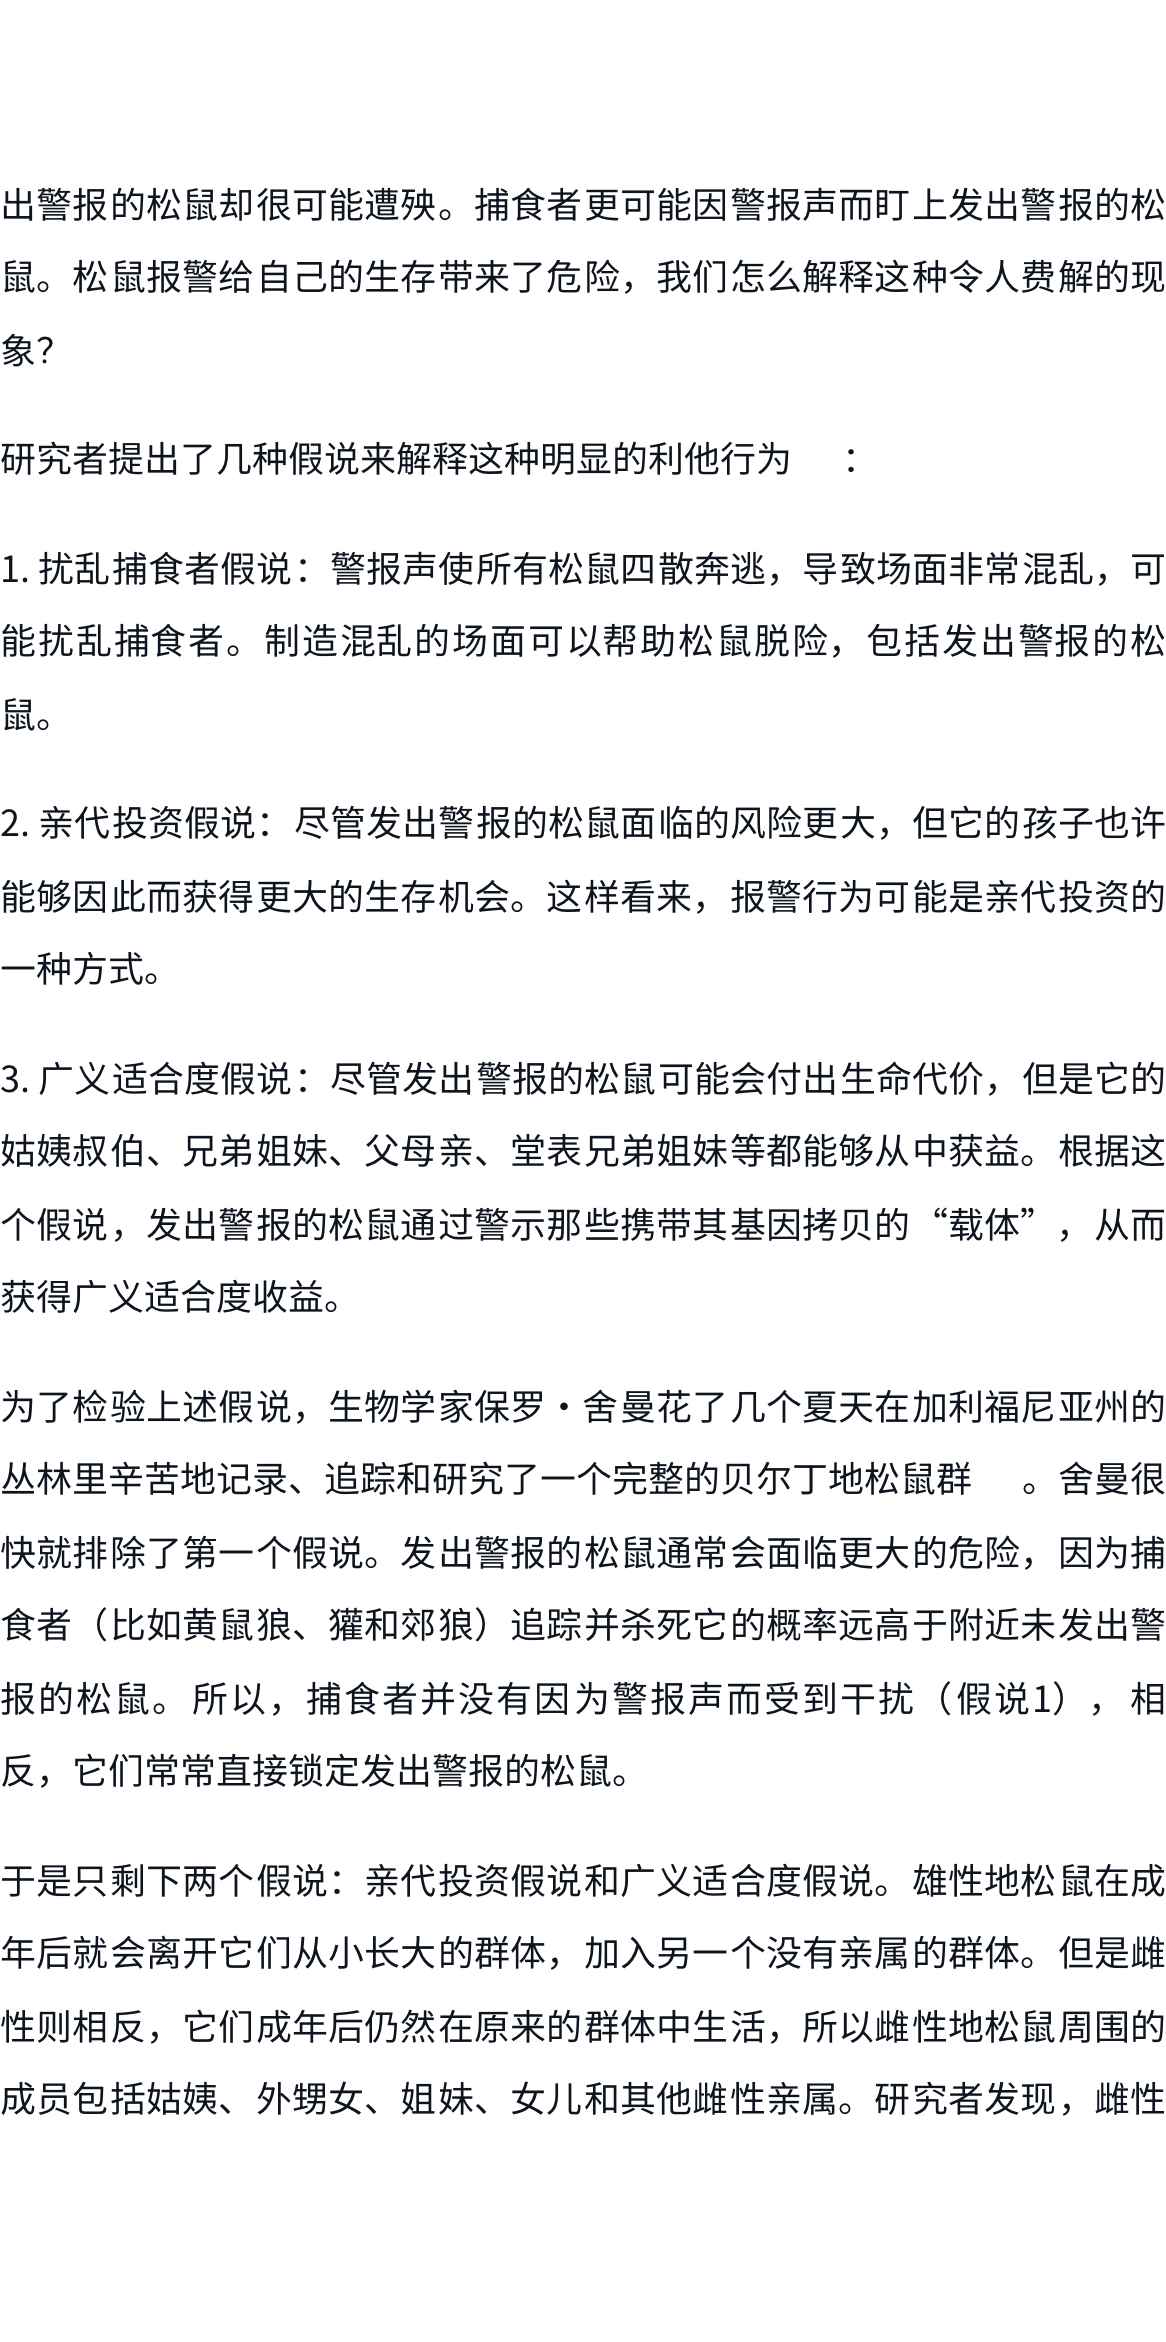 出警报的松鼠却很可能遭殃。捕食者更可能因警报声而盯上发出警报的松
鼠。松鼠报警给自己的生存带来了危险，我们怎么解释这种令人费解的现
象？
研究者提出了几种假说来解释这种明显的利他行为　：
1. 扰乱捕食者假说：警报声使所有松鼠四散奔逃，导致场面非常混乱，可
能扰乱捕食者。制造混乱的场面可以帮助松鼠脱险，包括发出警报的松
鼠。
2. 亲代投资假说：尽管发出警报的松鼠面临的风险更大，但它的孩子也许
能够因此而获得更大的生存机会。这样看来，报警行为可能是亲代投资的
一种方式。
3. 广义适合度假说：尽管发出警报的松鼠可能会付出生命代价，但是它的
姑姨叔伯、兄弟姐妹、父母亲、堂表兄弟姐妹等都能够从中获益。根据这
个假说，发出警报的松鼠通过警示那些携带其基因拷贝的“载体”，从而
获得广义适合度收益。
为了检验上述假说，生物学家保罗·舍曼花了几个夏天在加利福尼亚州的
丛林里辛苦地记录、追踪和研究了一个完整的贝尔丁地松鼠群　。舍曼很
快就排除了第一个假说。发出警报的松鼠通常会面临更大的危险，因为捕
食者（比如黄鼠狼、獾和郊狼）追踪并杀死它的概率远高于附近未发出警
报的松鼠。所以，捕食者并没有因为警报声而受到干扰（假说1），相
反，它们常常直接锁定发出警报的松鼠。
于是只剩下两个假说：亲代投资假说和广义适合度假说。雄性地松鼠在成
年后就会离开它们从小长大的群体，加入另一个没有亲属的群体。但是雌
性则相反，它们成年后仍然在原来的群体中生活，所以雌性地松鼠周围的
成员包括姑姨、外甥女、姐妹、女儿和其他雌性亲属。研究者发现，雌性